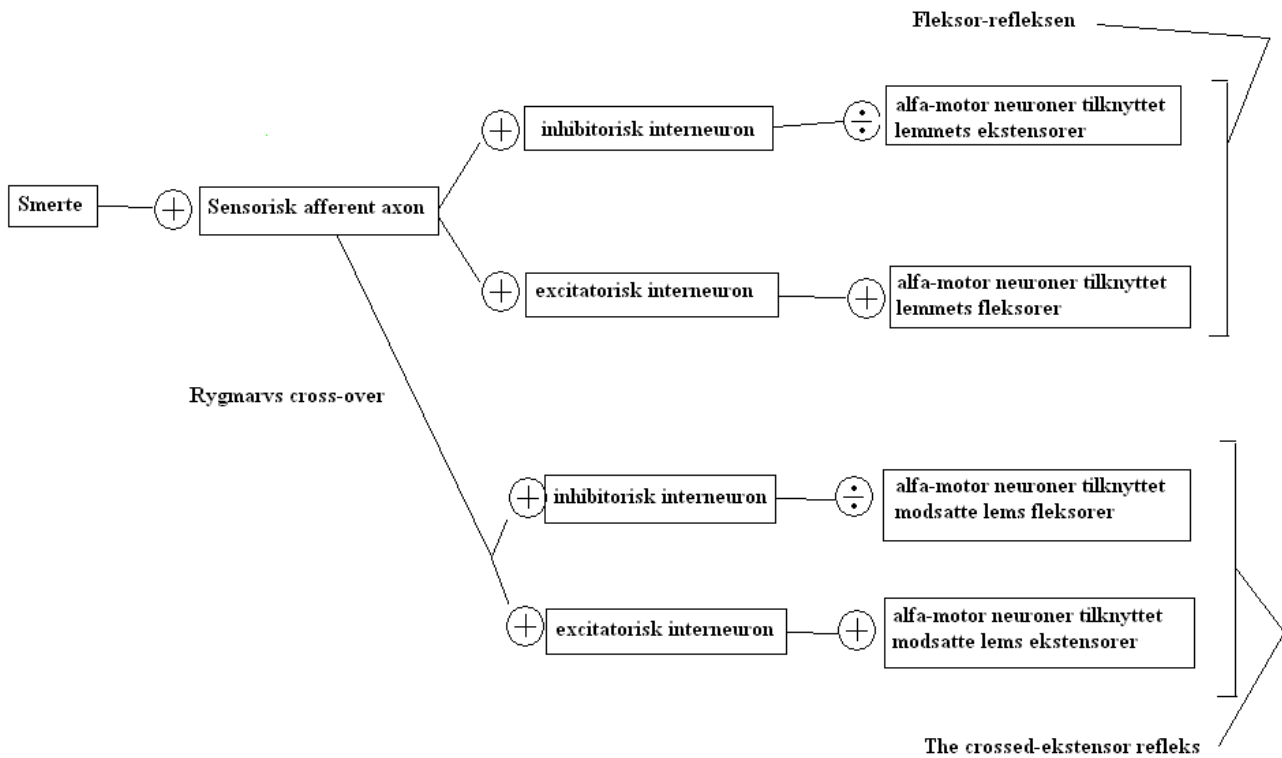 Fleksor-refleksen
inhibitorisk interneuron
alfa-motor neuroner tilknyttet
lemmets ekstensorer
Smerte
Sensorisk afferent axon
excitatorisk interneuron
alfa-motor neuroner tilknyttet
lemmets fleksorer
Rygmarvs cross-over
inhibitorisk interneuron
alfa-motor neuroner tilknyttet
modsatte lems fleksorer
excitatorisk interneuron
alfa-motor neuroner tilknyttet
modsatte lems ekstensorer
The crossed-ekstensor refleks